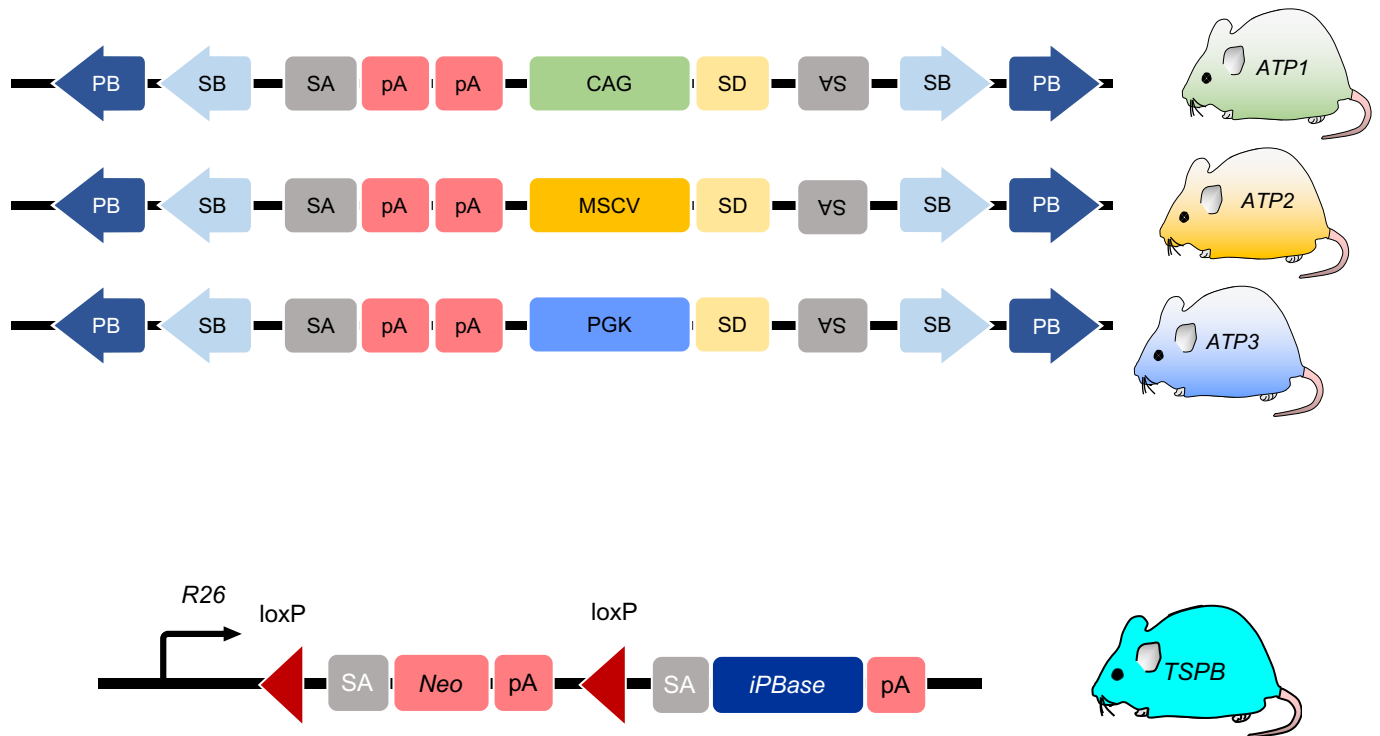 PB SB SA pA pA CAG SD SA SB PB ATP1
PB SB SA pA pA MSCV SD SA SB PB ATP2
PB SB SA pA pA PGK SD SA SB PB ATP3
R26
loxP loxP
SA Neo pA SA iPBase pA TSPB